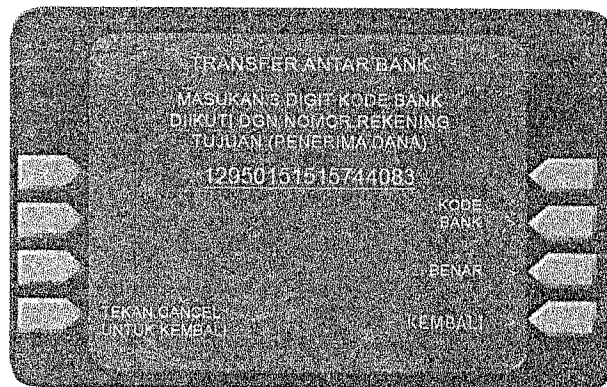 TRANSFER ANTAR BANK
MASUKAN 3 DIGIT KODE BANK
DIIKUTI DGN NOMOR REKENING
TUJUAN (PENERIMA DANA)
12950151515744083
KODE
BANK
BENAR
TEKAN CANCEL
UNTUK KEMBALI
KEMBALI